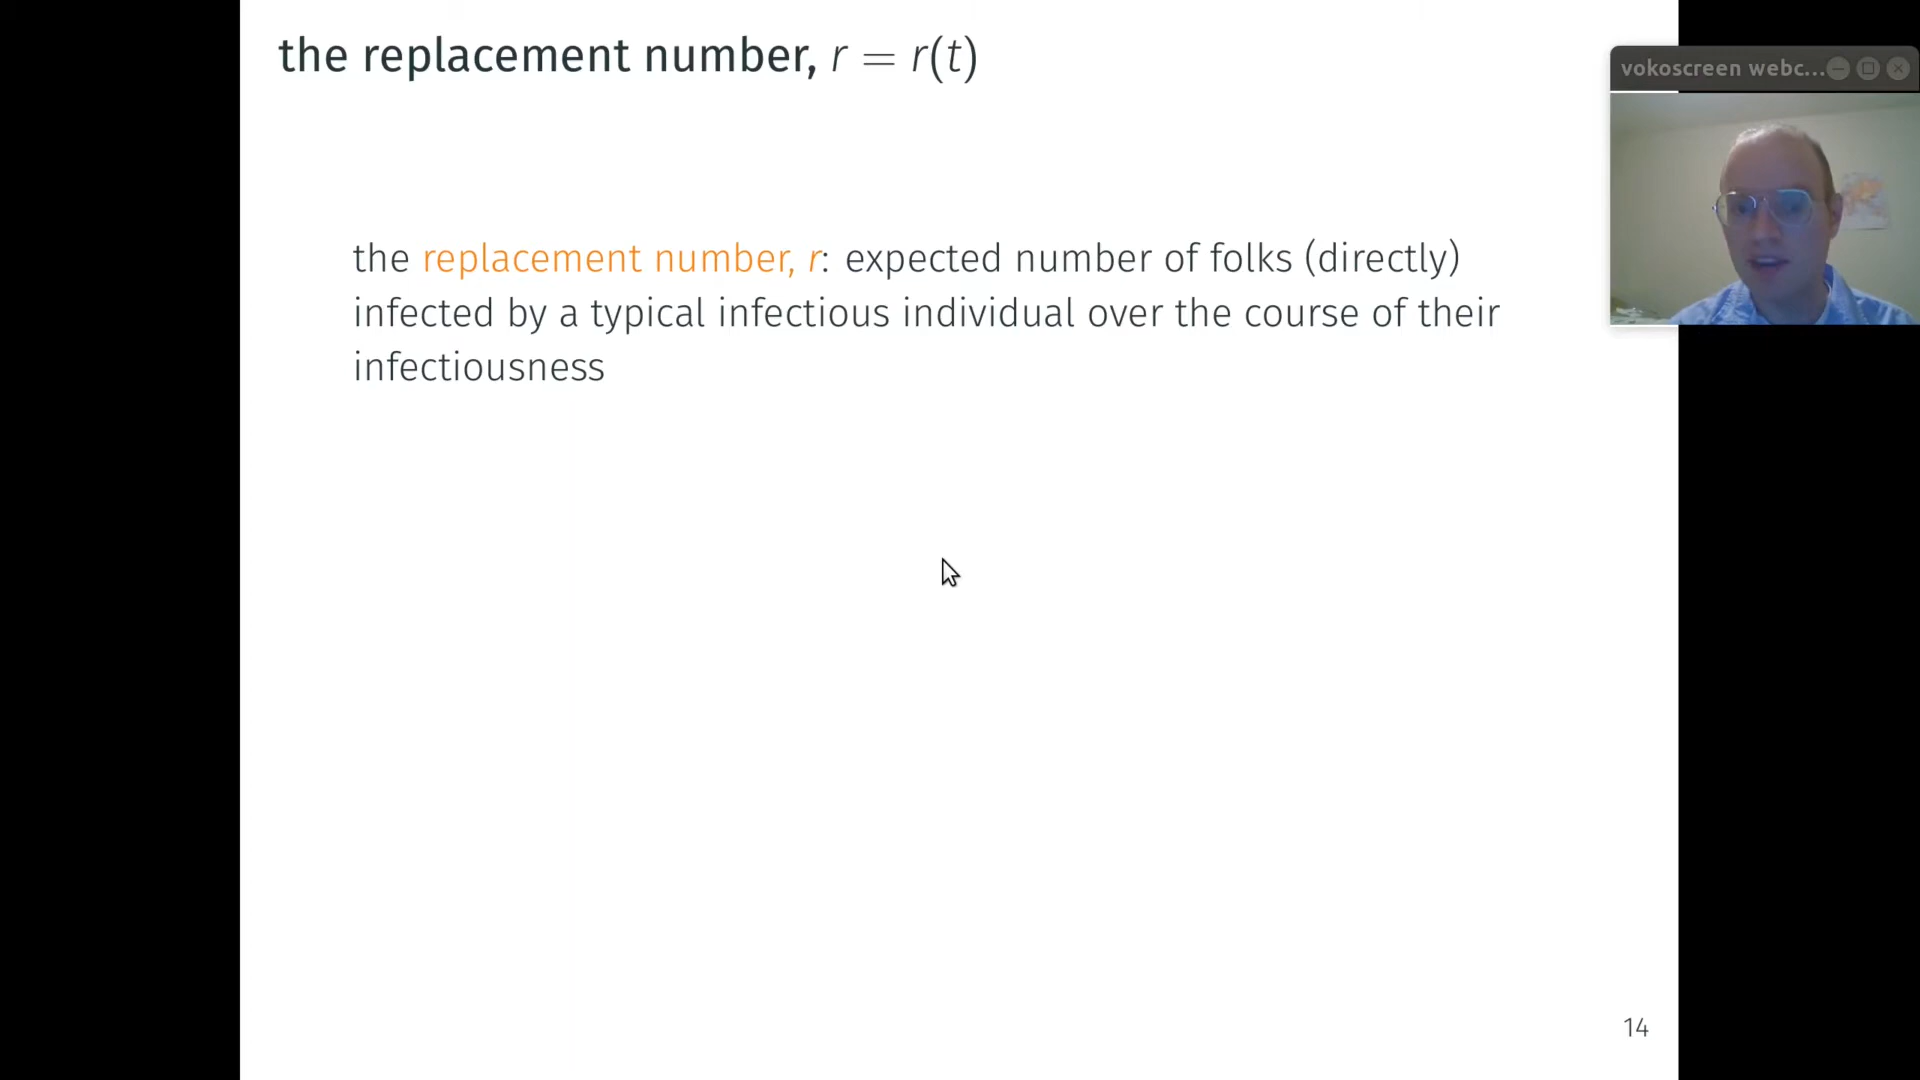 the replacement number, r = r(t)
vokoscreen webc...
the replacement number, r: expected number of folks (directly)
infected by a typical infectious individual over the course of their
infectiousness
14